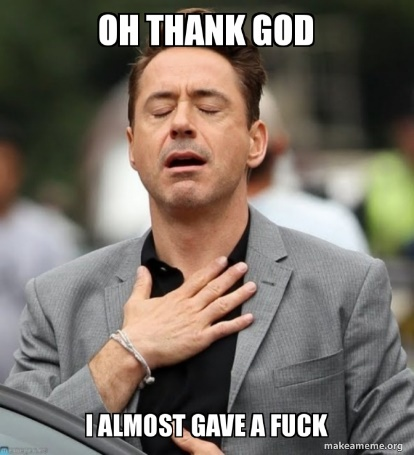 OH THANK GOD
I ALMOST GAVE A FUCK
makeameme.org